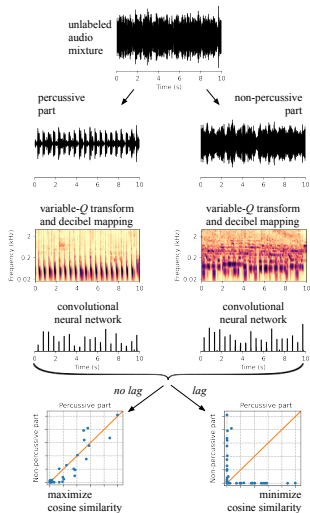 unlabeled
audio
mixture
0 2 4 6 8 10
Time (s)
percussive
part
non-percussive
part
0 2 4 6 8 10
0 2 4 6 8 10
variable-Q transform
and decibel mapping
variable-Q transform
and decibel mapping
Frequency (kHz)
2
0.2
0.02
0 2 4 6 8 10
Frequency (kHz)
2
0.2
0.02
0 2 4 6 8 10
convolutional
neural network
convolutional
neural network
0 2 4 6 8 10
Time (s)
0 2 4 6 8 10
Time (s)
no lag
lag
Percussive part
Non-percussive part
Percussive part
Non-percussive part
maximize
cosine similarity
minimize
cosine similarity